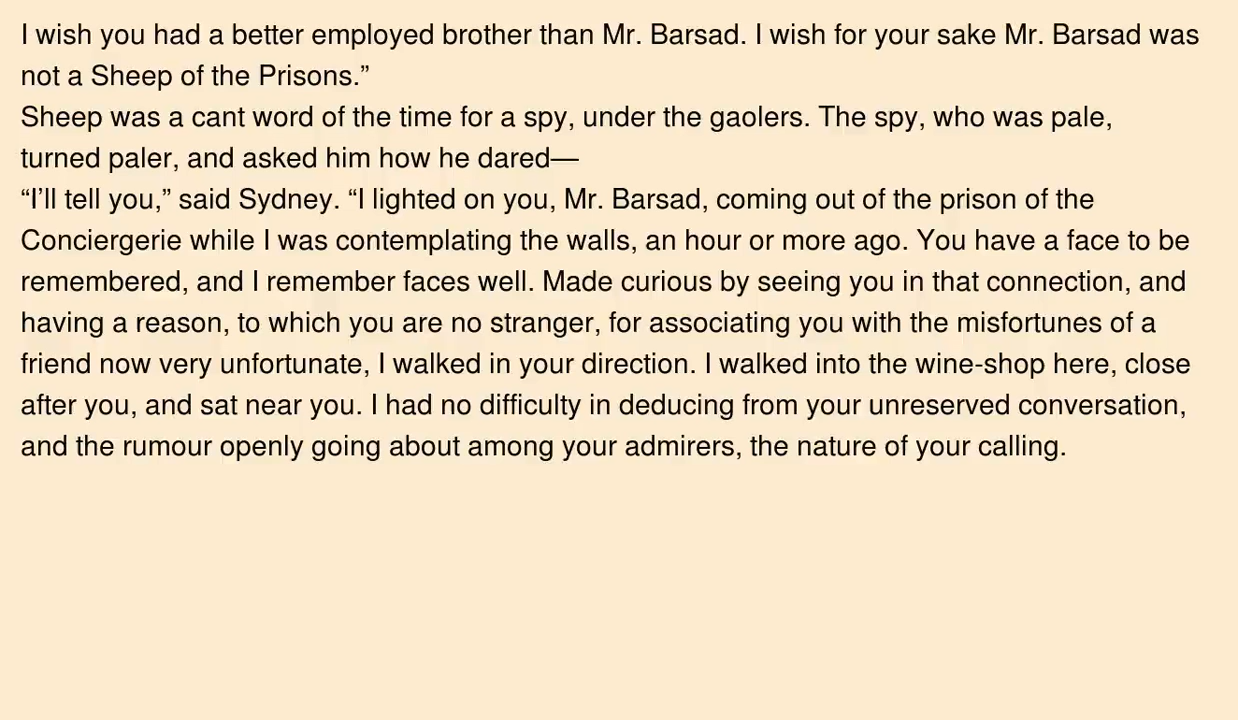 I wish you had a better employed brother than Mr. Barsad. I wish for your sake Mr. Barsad was
not a Sheep of the Prisons.”
Sheep was a cant word of the time for a spy, under the gaolers. The spy, who was pale,
turned paler, and asked him how he dared—
“I’ll tell you,” said Sydney. “I lighted on you, Mr. Barsad, coming out of the prison of the
Conciergerie while I was contemplating the walls, an hour or more ago. You have a face to be
remembered, and I remember faces well. Made curious by seeing you in that connection, and
having a reason, to which you are no stranger, for associating you with the misfortunes of a
friend now very unfortunate, I walked in your direction. I walked into the wine-shop here, close
after you, and sat near you. I had no difficulty in deducing from your unreserved conversation,
and the rumour openly going about among your admirers, the nature of your calling.